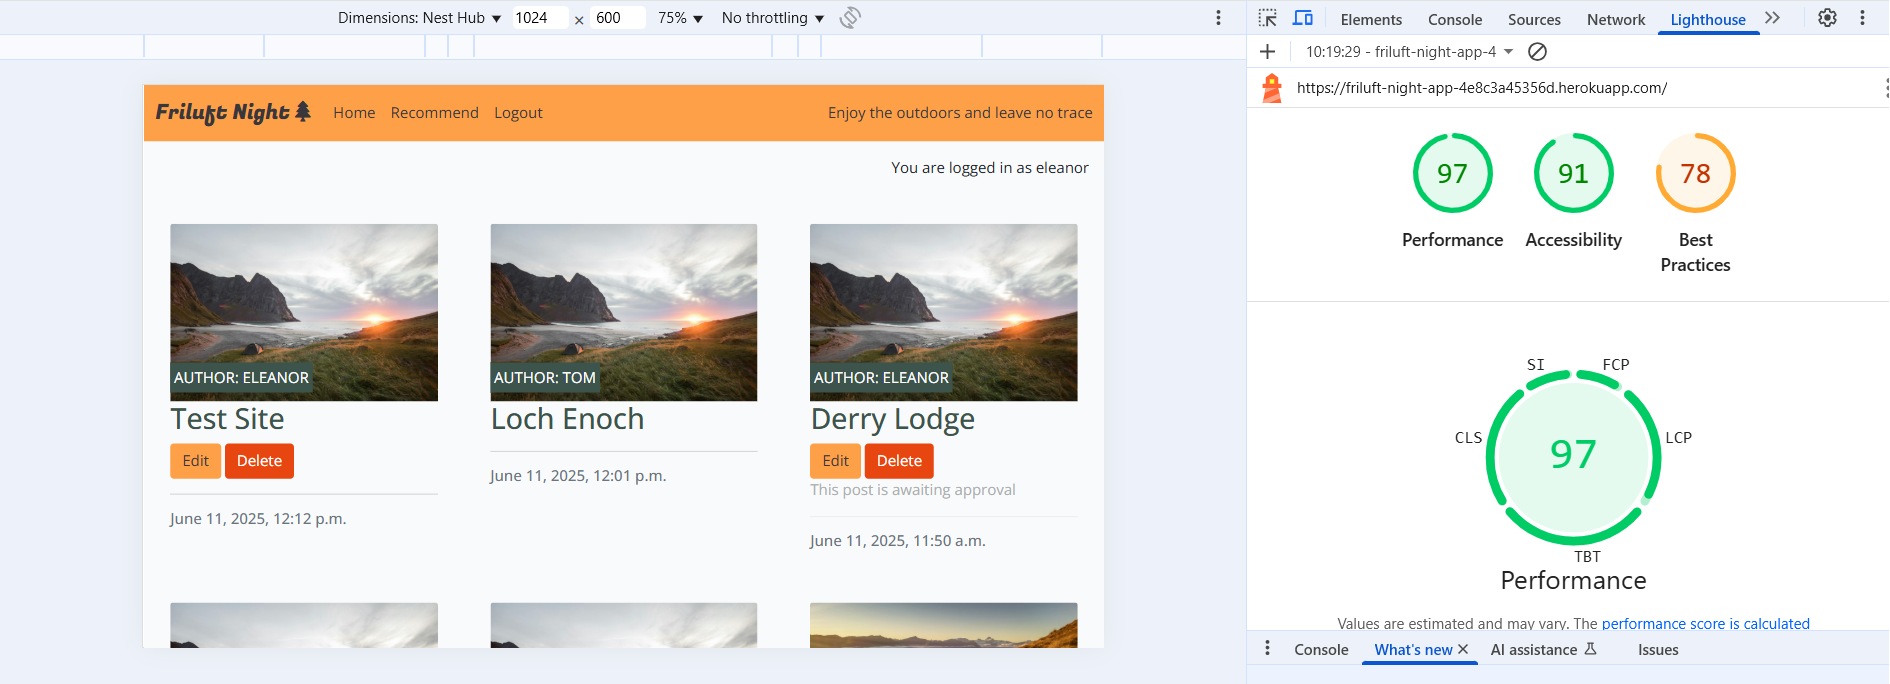 Dimensions: Nest Hub 1024 × 600 75% No throttling
Friluft Night Home Recommend Logout Enjoy the outdoors and leave no trace
You are logged in as eleanor
AUTHOR: ELEANOR
Test Site
Edit Delete
June 11, 2025, 12:12 p.m.
AUTHOR: TOM
Loch Enoch
June 11, 2025, 12:01 p.m.
AUTHOR: ELEANOR
Derry Lodge
Edit Delete
This post is awaiting approval
June 11, 2025, 11:50 a.m.
Elements Console Sources Network Lighthouse
10:19:29 - friluft-night-app-4
https://friluft-night-app-4e8c3a45356d.herokuapp.com/
97 91 78
Performance Accessibility Best
Practices
SI FCP
CLS LCP
97
TBT
Performance
Values are estimated and may vary. The performance score is calculated
Console What's new AI assistance Issues